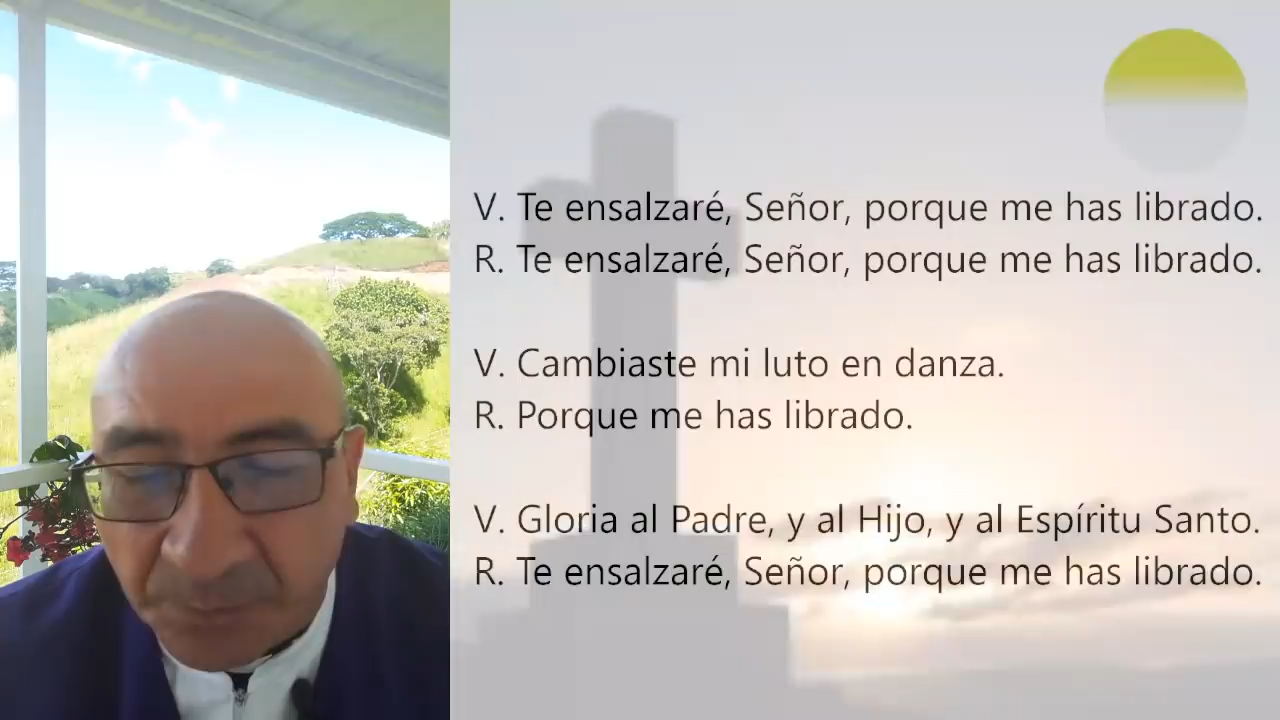 V. Te ensalzaré, Señor, porque me has librado.
R. Te ensalzaré, Señor, porque me has librado.
V. Cambiaste mi luto en danza.
R. Porque me has librado.
V. Gloria al Padre, y al Hijo, y al Espíritu Santo.
R. Te ensalzaré, Señor, porque me has librado.